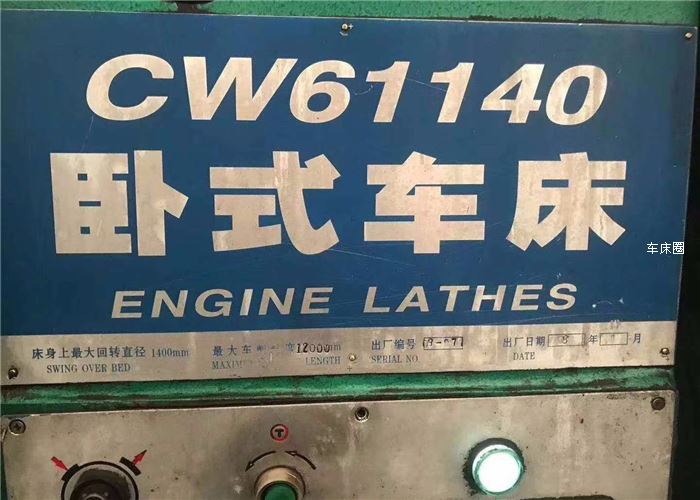 CW61140
卧式车床
车床圈
ENGINE LATHES
床身上最大回转直径 1400mm 最大车 12000mm 出厂编号 出厂日期 8 年 月
SWING OVER BED LENGTH SERIAL NO. DATE
T